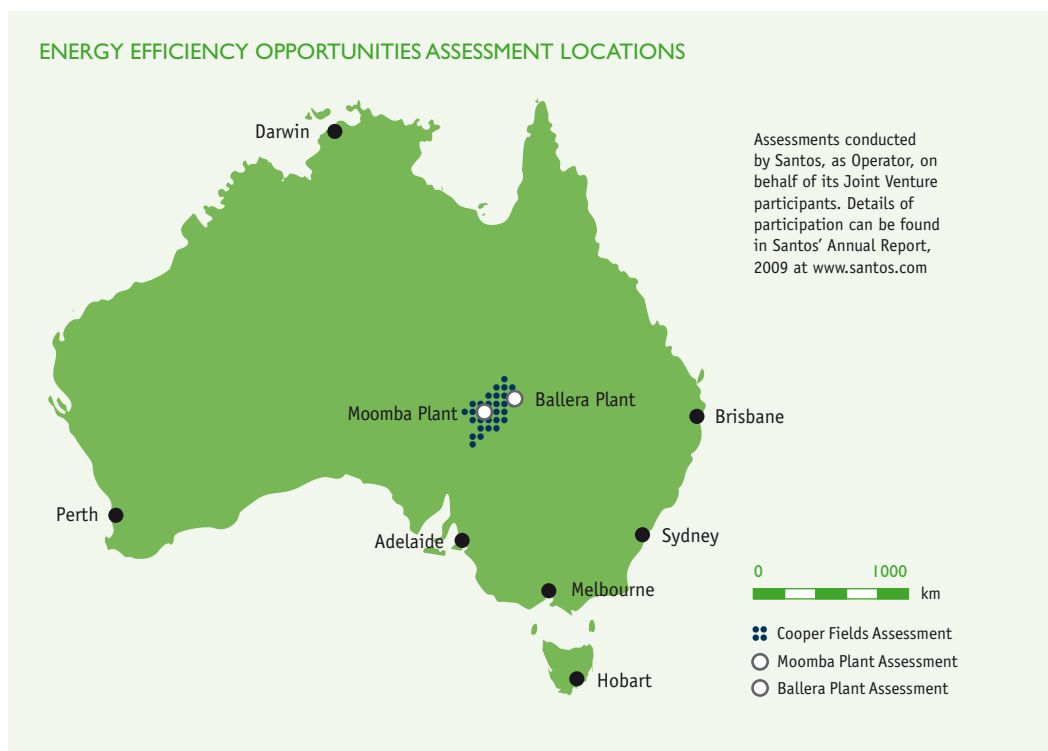 ENERGY EFFICIENCY OPPORTUNITIES ASSESSMENT LOCATIONS
Darwin
Assessments conducted
by Santos, as Operator, on
behalf of its Joint Venture
participants. Details of
participation can be found
in Santos’ Annual Report,
2009 at www.santos.com
Ballera Plant
Moomba Plant
Brisbane
Perth
Adelaide
Sydney
Melbourne
Hobart
0 1000
km
Cooper Fields Assessment
Moomba Plant Assessment
Ballera Plant Assessment